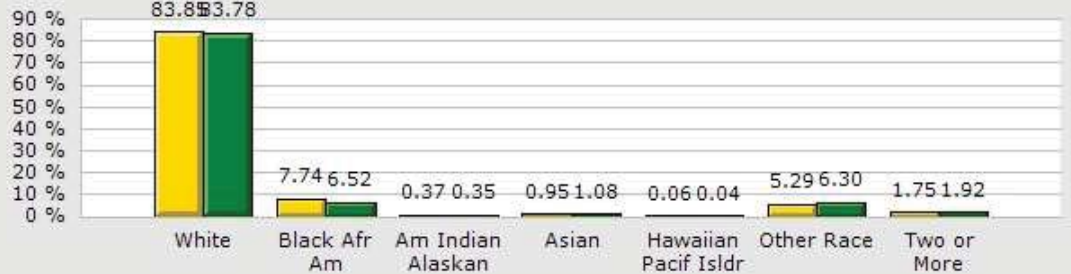 83.85 83.78
90 %
80 %
70 %
60 %
50 %
40 %
30 %
20 %
10 %
0 %
7.74 6.52
0.37 0.35
0.95 1.08
0.06 0.04
5.29 6.30
1.75 1.92
White
Black Afr
Am
Am Indian
Alaskan
Asian
Hawaiian
Pacif Isldr
Other Race
Two or
More